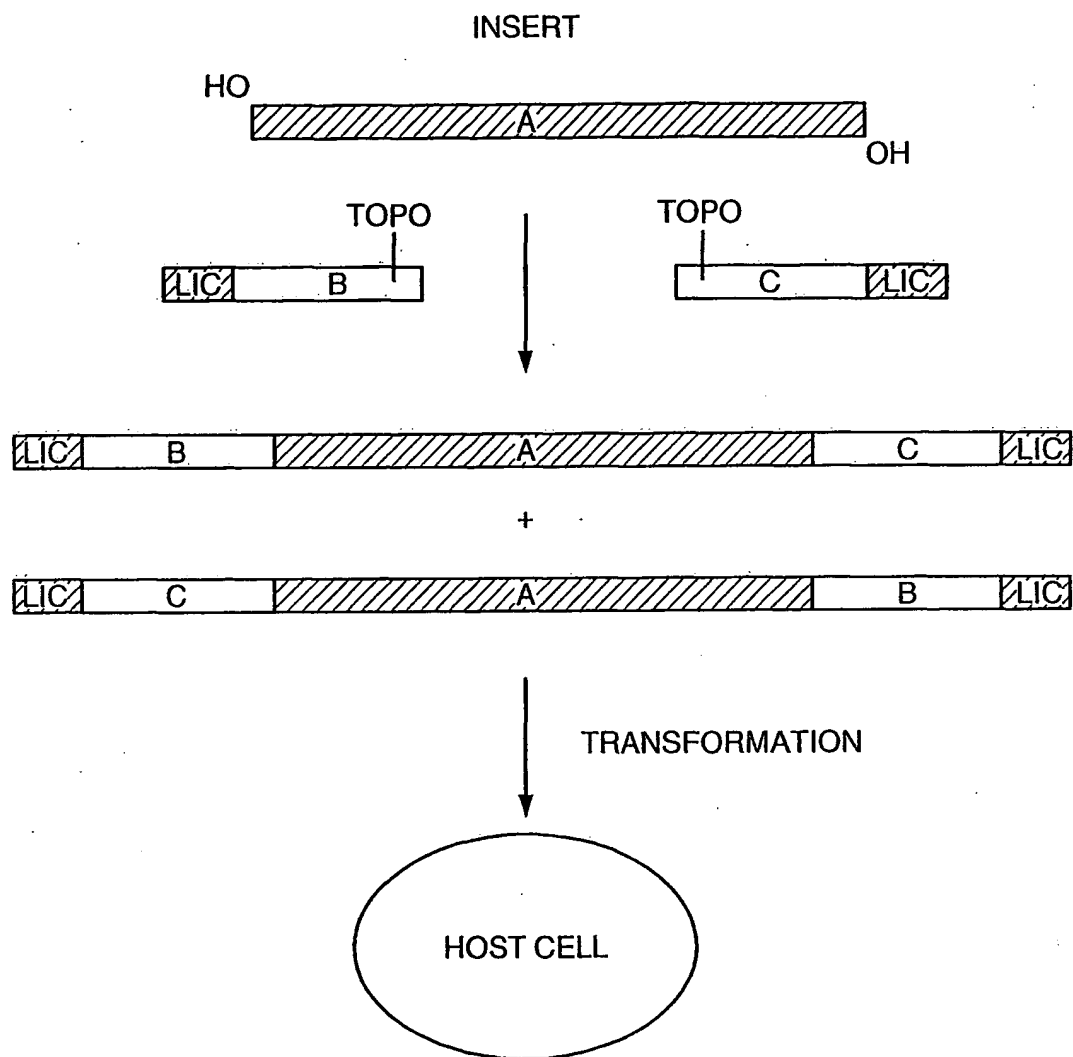 INSERT
HO
A
OH
TOPO TOPO
LIC B C LIC
LIC B A C LIC
+
LIC C A B LIC
TRANSFORMATION
HOST CELL